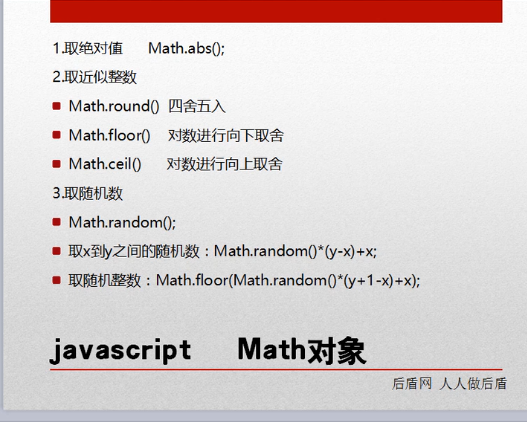 1.取绝对值 Math.abs();
2.取近似整数
Math.round() 四舍五入
Math.floor() 对数进行向下取舍
Math.ceil() 对数进行向上取舍
3.取随机数
Math.random();
取x到y之间的随机数：Math.random()*(y-x)+x;
取随机整数：Math.floor(Math.random()*(y+1-x)+x);
javascript Math对象
后盾网 人人做后盾